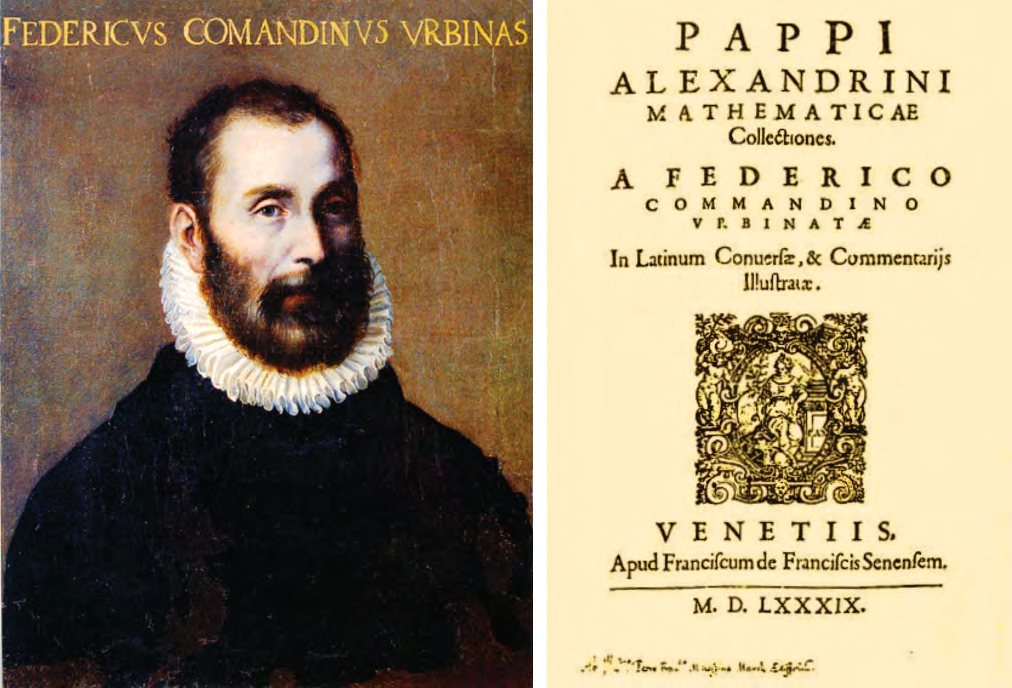 FEDERICVS COMANDINVS VRBINAS
PAPPI
ALEXANDRINI
MATHEMATICAE
Collectiones.
A FEDERICO
COMMANDINO
VRBINATÆ
In Latinum Conuerſæ, & Commentarijs
Illuſtratæ.
VENETIIS.
Apud Franciſcum de Franciſcis Senenſem.
M. D. LXXXIX.